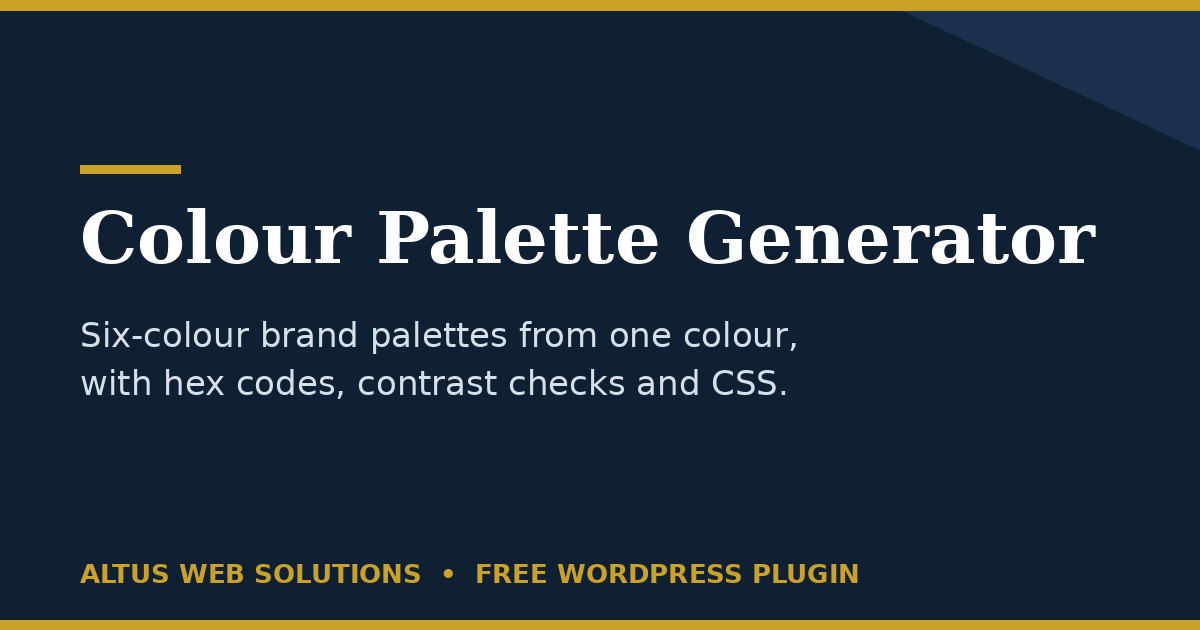 Colour Palette Generator
Six-colour brand palettes from one colour,
with hex codes, contrast checks and CSS.
ALTUS WEB SOLUTIONS • FREE WORDPRESS PLUGIN